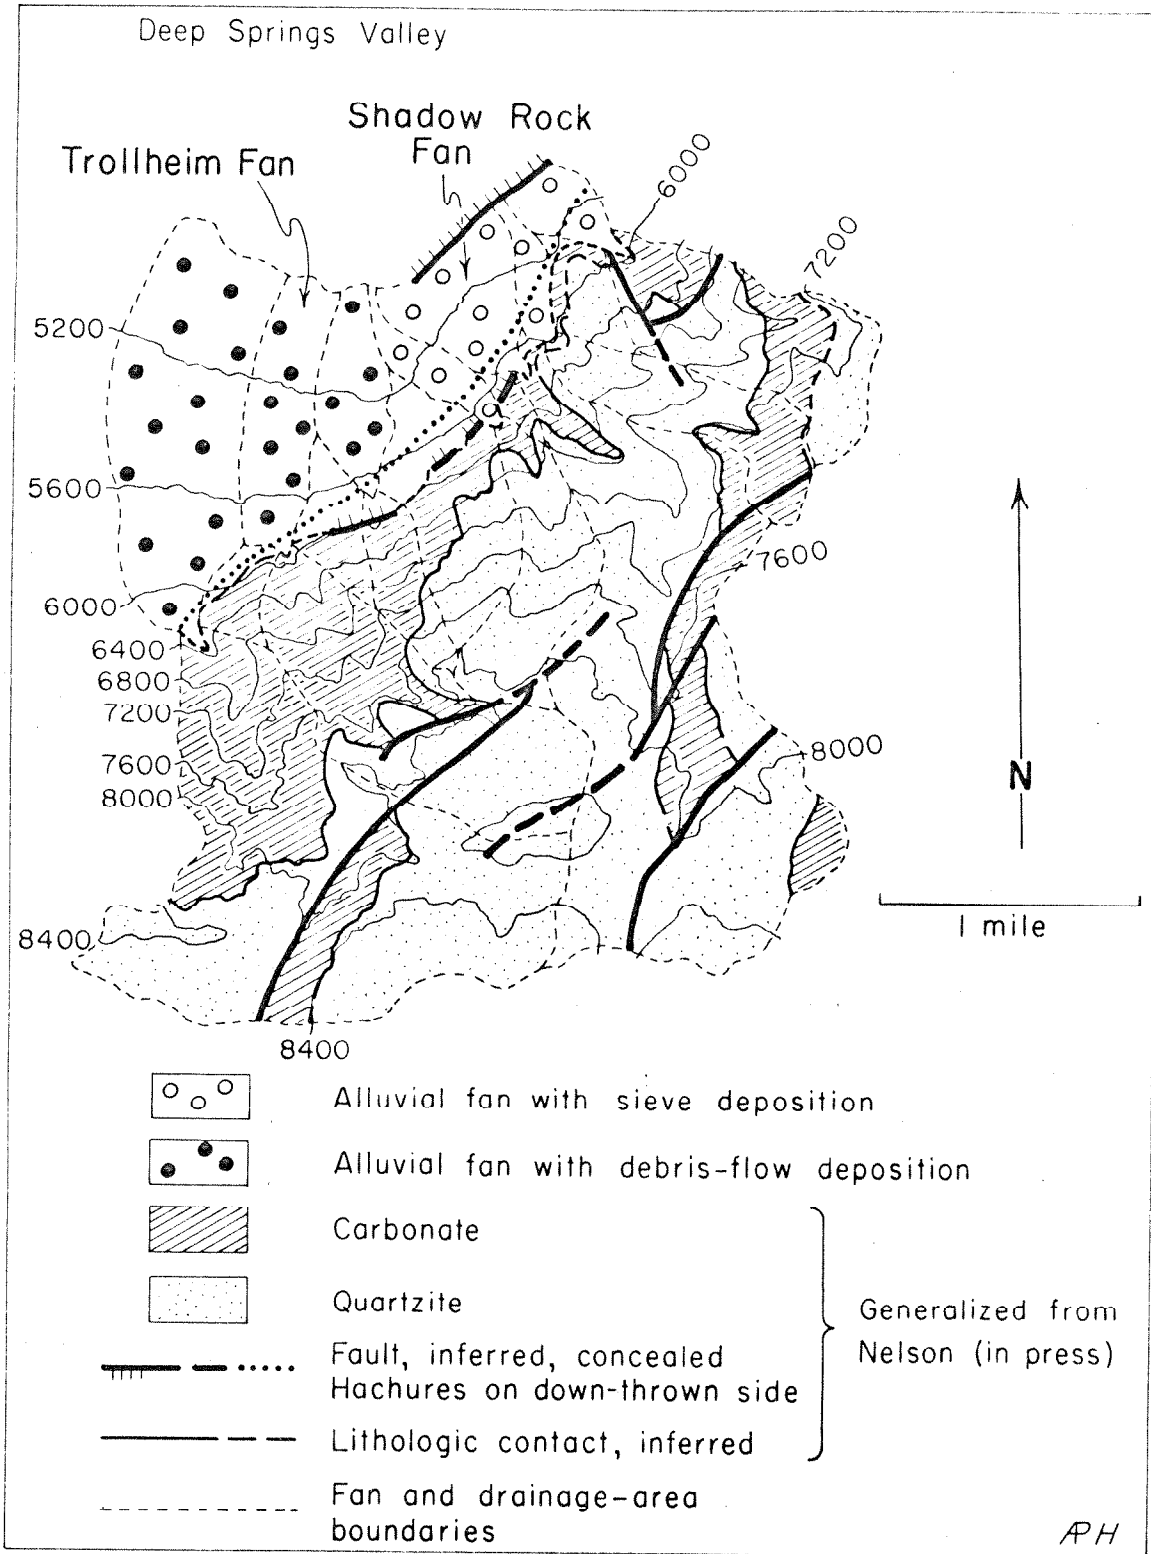 Deep Springs Valley
Shadow Rock
Fan
Trollheim Fan
6000
7200
5200
5600
7600
6000
6400
6800
7200
7600
8000
8000
N
8400
1 mile
8400
Alluvial fan with sieve deposition
Alluvial fan with debris-flow deposition
Carbonate
Quartzite
Generalized from
Nelson (in press)
Fault, inferred, concealed
Hachures on down-thrown side
Lithologic contact, inferred
Fan and drainage-area
boundaries
APH